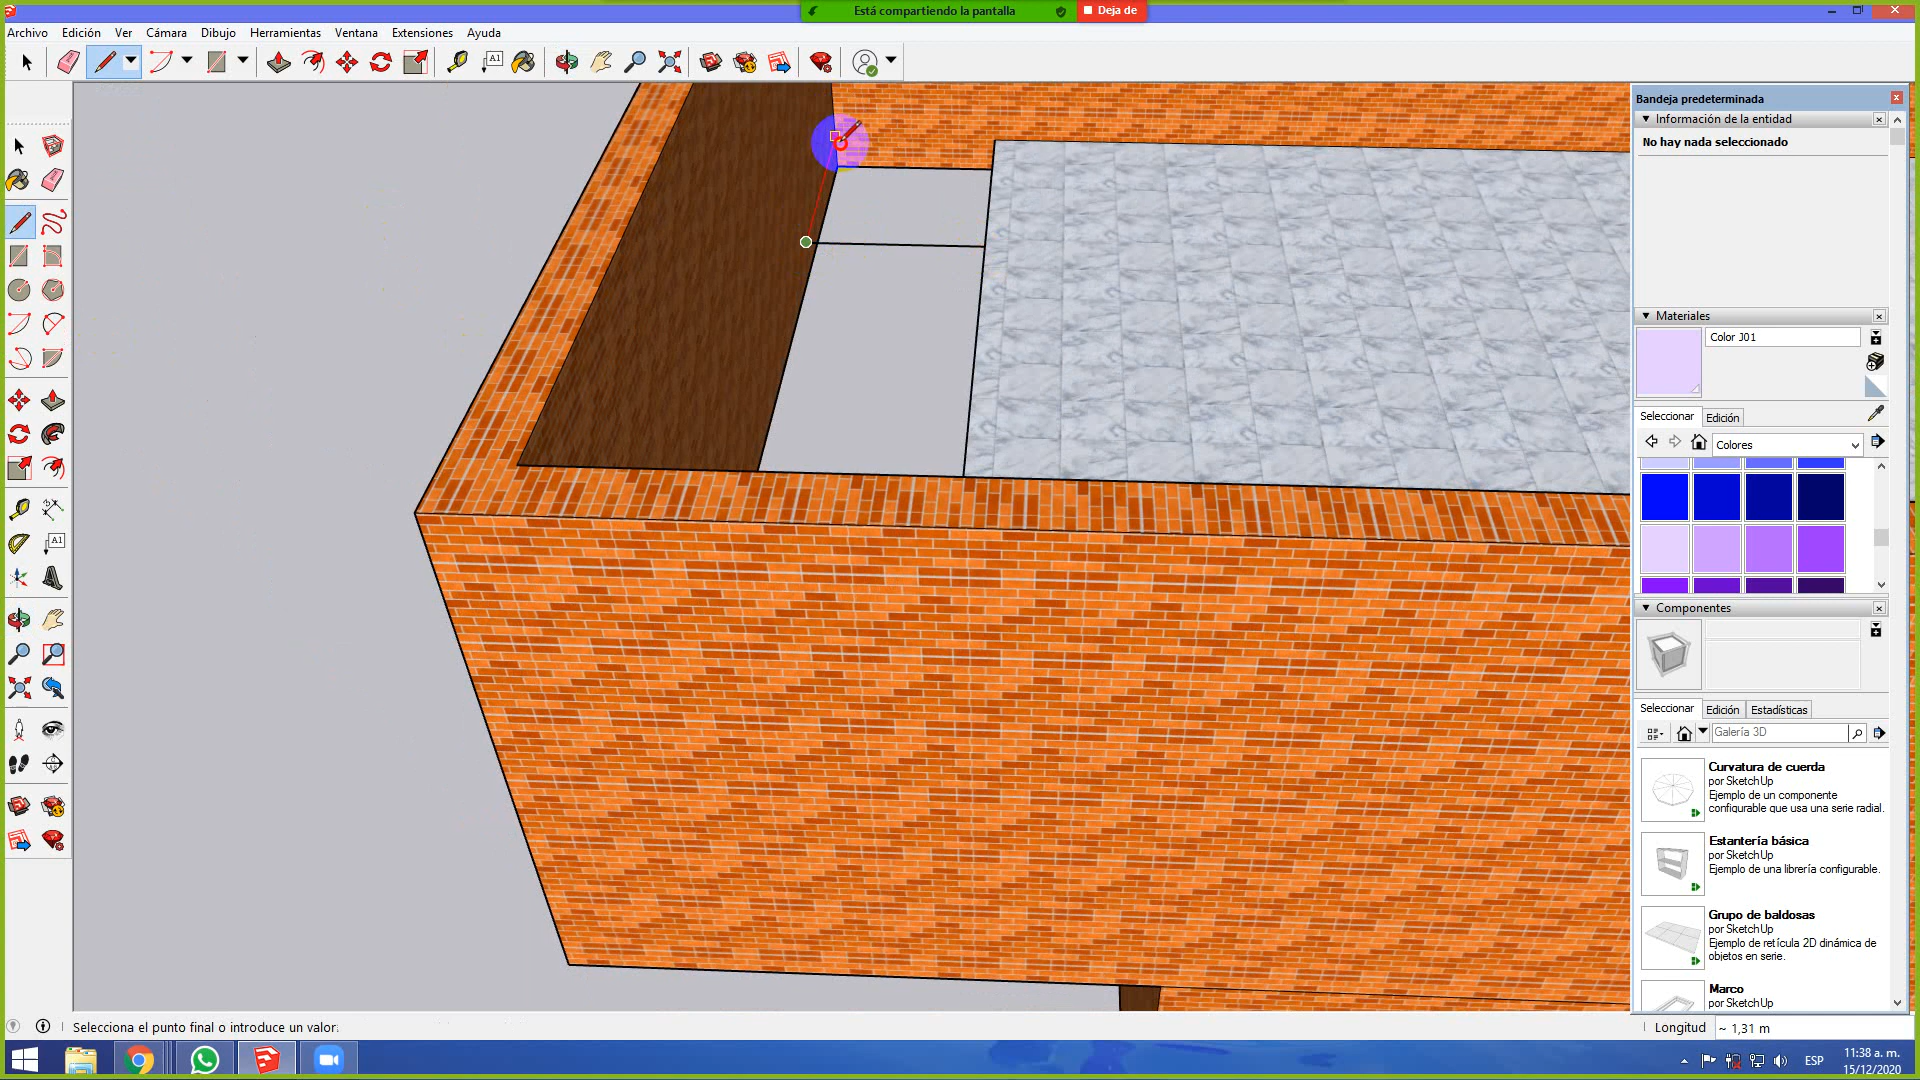 Está compartiendo la pantalla
Deja de
Archivo Edición Ver Cámara Dibujo Herramientas Ventana Extensiones Ayuda
A1
Bandeja predeterminada
Información de la entidad
No hay nada seleccionado
Materiales
Color J01
Seleccionar Edición
Colores
A1
Componentes
Seleccionar Edición Estadísticas
Galería 3D
Curvatura de cuerda
por SketchUp
Ejemplo de un componente
configurable que usa una serie radial.
Estantería básica
por SketchUp
Ejemplo de una librería configurable.
Grupo de baldosas
por SketchUp
Ejemplo de retícula 2D dinámica de
objetos en serie.
Marco
por SketchUp
Selecciona el punto final o introduce un valor.
Longitud ~ 1,31 m
ESP
11:38 a. m.
15/12/2020